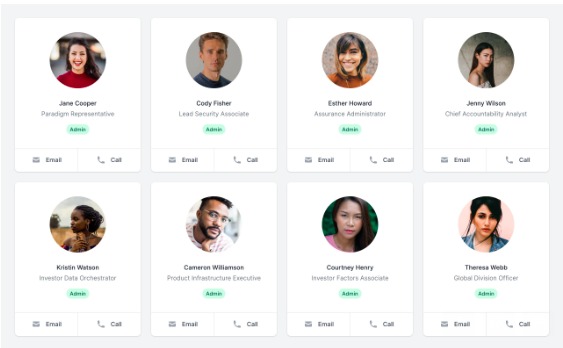 Jane Cooper
Paradigm Representative
Admin
Email
Call
Cody Fisher
Lead Security Associate
Admin
Email
Call
Esther Howard
Assurance Administrator
Admin
Email
Call
Jenny Wilson
Chief Accountability Analyst
Admin
Email
Call
Kristin Watson
Investor Data Orchestrator
Admin
Email
Call
Cameron Williamson
Product Infrastructure Executive
Admin
Email
Call
Courtney Henry
Investor Factors Associate
Admin
Email
Call
Theresa Webb
Global Division Officer
Admin
Email
Call